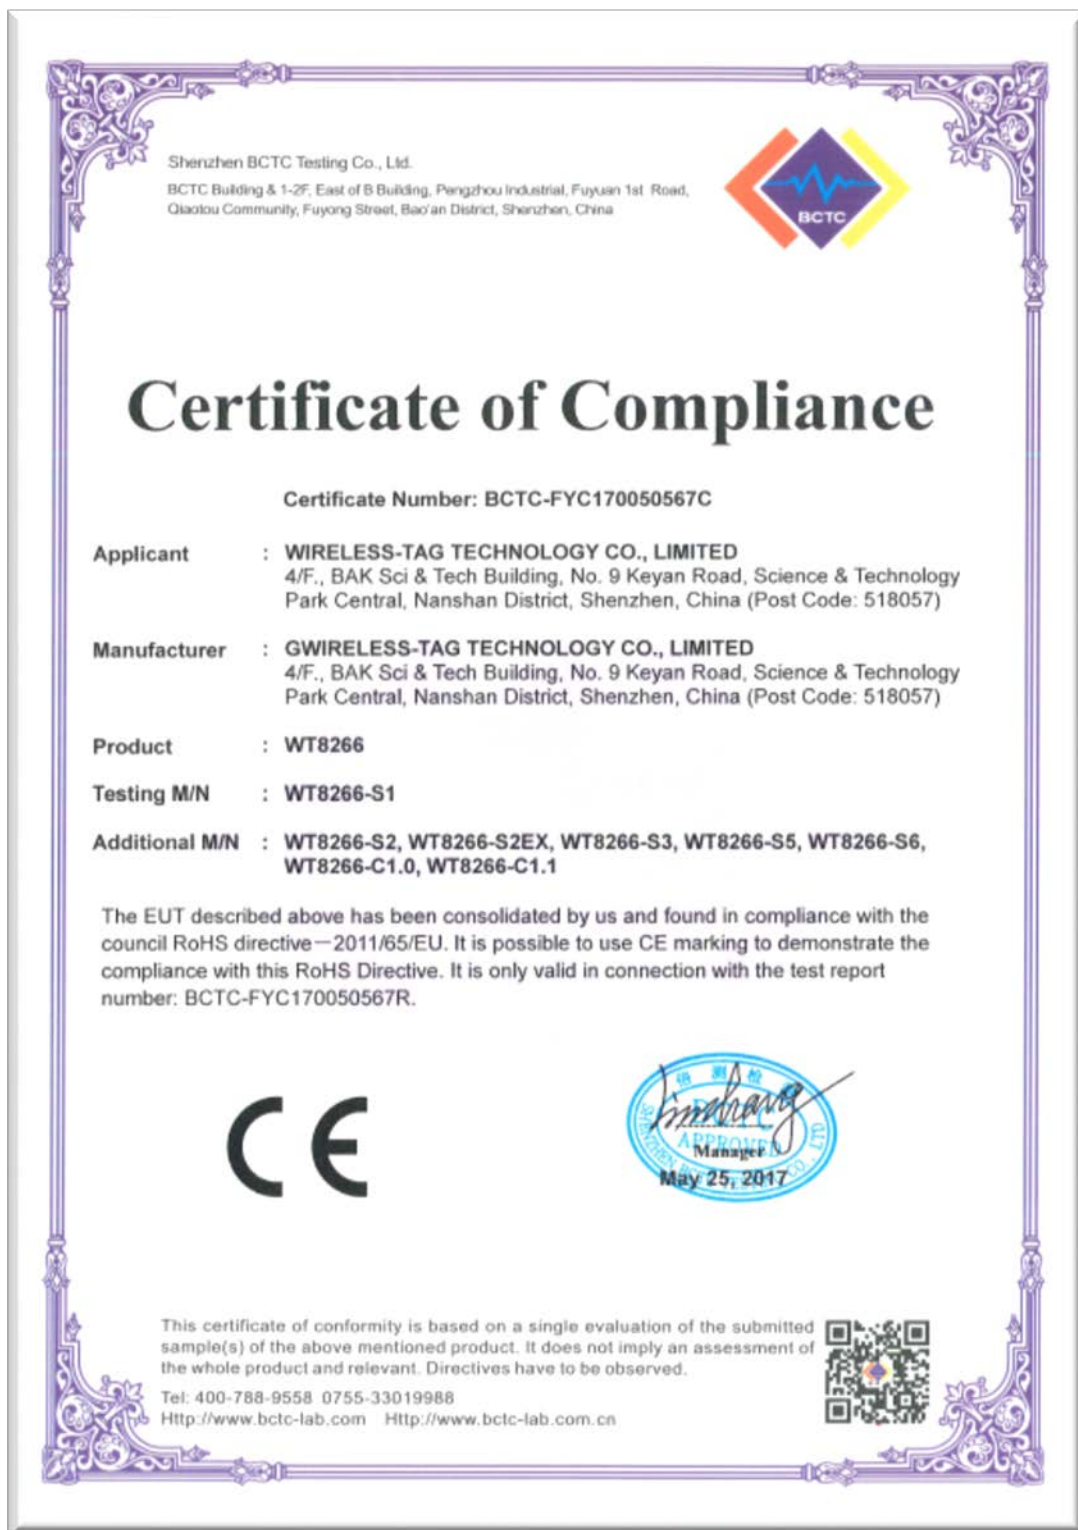 Shenzhen BCTC Testing Co., Ltd.
BCTC Building & 1-2F, East of B Building, Pengzhou Industrial, Fuyuan 1st Road,
Qiaotou Community, Fuyong Street, Bao'an District, Shenzhen, China
BCTC
Certificate of Compliance
Certificate Number: BCTC-FYC170050567C
Applicant : WIRELESS-TAG TECHNOLOGY CO., LIMITED
4/F., BAK Sci & Tech Building, No. 9 Keyan Road, Science & Technology
Park Central, Nanshan District, Shenzhen, China (Post Code: 518057)
Manufacturer : GWIRELESS-TAG TECHNOLOGY CO., LIMITED
4/F., BAK Sci & Tech Building, No. 9 Keyan Road, Science & Technology
Park Central, Nanshan District, Shenzhen, China (Post Code: 518057)
Product : WT8266
Testing M/N : WT8266-S1
Additional M/N : WT8266-S2, WT8266-S2EX, WT8266-S3, WT8266-S5, WT8266-S6,
WT8266-C1.0, WT8266-C1.1
The EUT described above has been consolidated by us and found in compliance with the
council RoHS directive—2011/65/EU. It is possible to use CE marking to demonstrate the
compliance with this RoHS Directive. It is only valid in connection with the test report
number: BCTC-FYC170050567R.
CE
测 检
BCTC
APPROVED
SHENZHEN BCTC TESTING CO., LTD
Manager
May 25, 2017
This certificate of conformity is based on a single evaluation of the submitted
sample(s) of the above mentioned product. It does not imply an assessment of
the whole product and relevant. Directives have to be observed.
Tel: 400-788-9558 0755-33019988
Http://www.bctc-lab.com Http://www.bctc-lab.com.cn